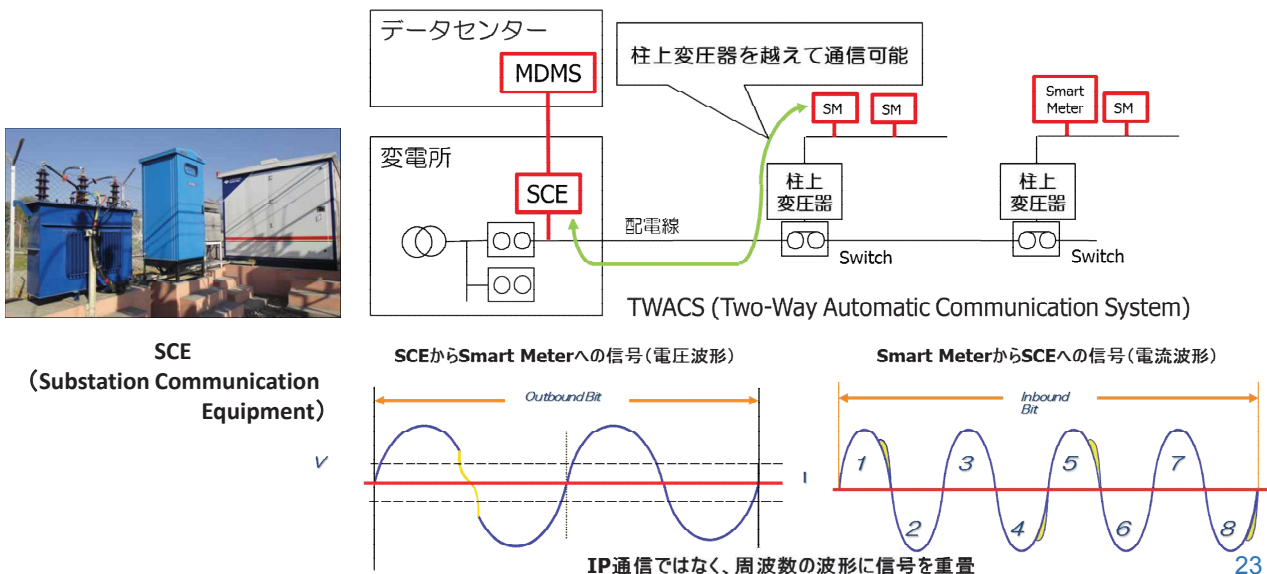 データセンター
MDMS
柱上変圧器を越えて通信可能
SM
SM
Smart
Meter
SM
変電所
SCE
配電線
柱上
変圧器
柱上
変圧器
Switch
Switch
TWACS (Two-Way Automatic Communication System)
SCE
（Substation Communication
Equipment）
SCEからSmart Meterへの信号（電圧波形）
Outbound Bit
V
Smart MeterからSCEへの信号（電流波形）
Inbound
Bit
I
1
2
3
4
5
6
7
8
IP通信ではなく、周波数の波形に信号を重畳
23